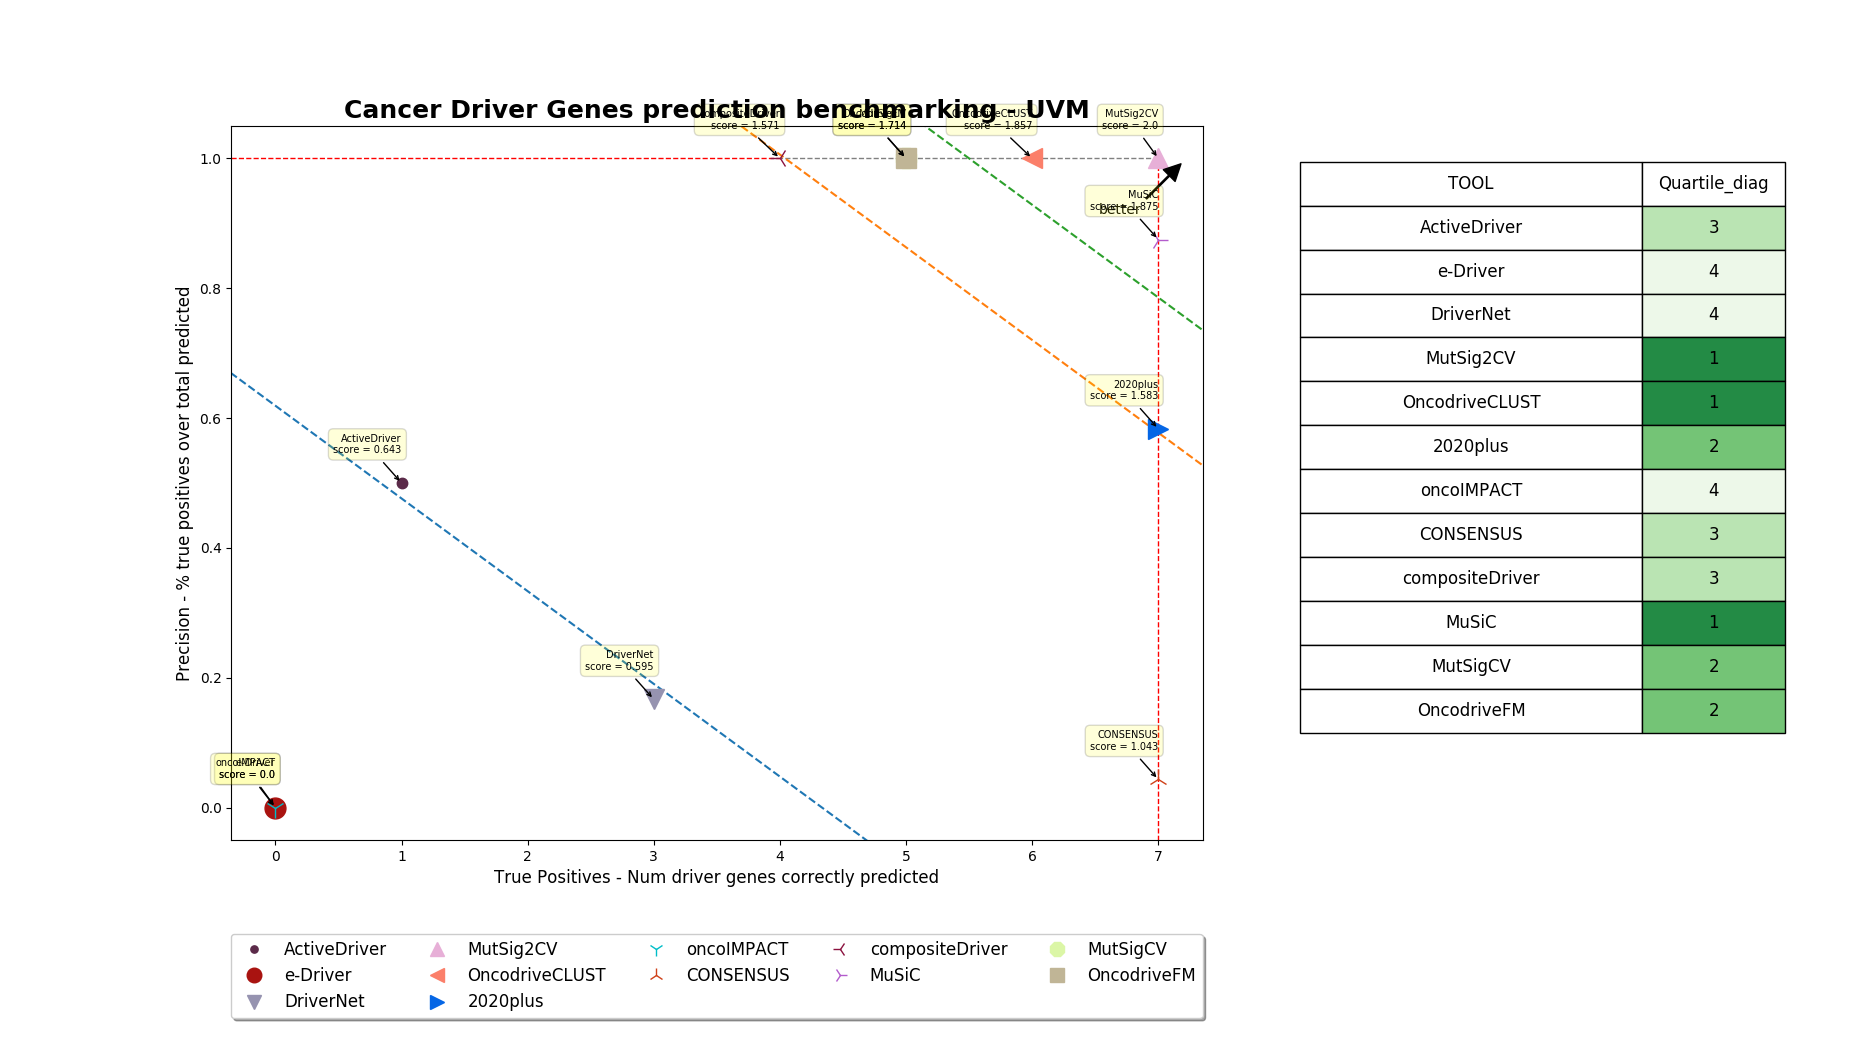 Cancer Driver Genes prediction benchmarking - UVM
compositeDriver
score = 1.571
score = 1.714
OncodriveCLUST
score = 1.857
MutSig2CV
score = 2.0
MuSiC
score = 1.875
better
2020plus
score = 1.583
ActiveDriver
score = 0.643
DriverNet
score = 0.595
CONSENSUS
score = 1.043
oncoIMPACT
score = 0.0
1.0
0.8
0.6
0.4
0.2
0.0
Precision - % true positives over total predicted
0 1 2 3 4 5 6 7
True Positives - Num driver genes correctly predicted
ActiveDriver MutSig2CV oncoIMPACT compositeDriver MutSigCV
e-Driver OncodriveCLUST CONSENSUS MuSiC OncodriveFM
DriverNet 2020plus
TOOL Quartile_diag
ActiveDriver 3
e-Driver 4
DriverNet 4
MutSig2CV 1
OncodriveCLUST 1
2020plus 2
oncoIMPACT 4
CONSENSUS 3
compositeDriver 3
MuSiC 1
MutSigCV 2
OncodriveFM 2